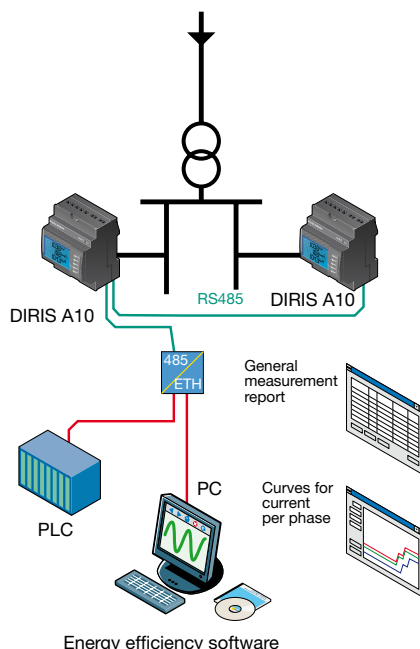 RS485
DIRIS A10
DIRIS A10
485
ETH
General
measurement
report
PC
PLC
Curves for
current
per phase
Energy efficiency software